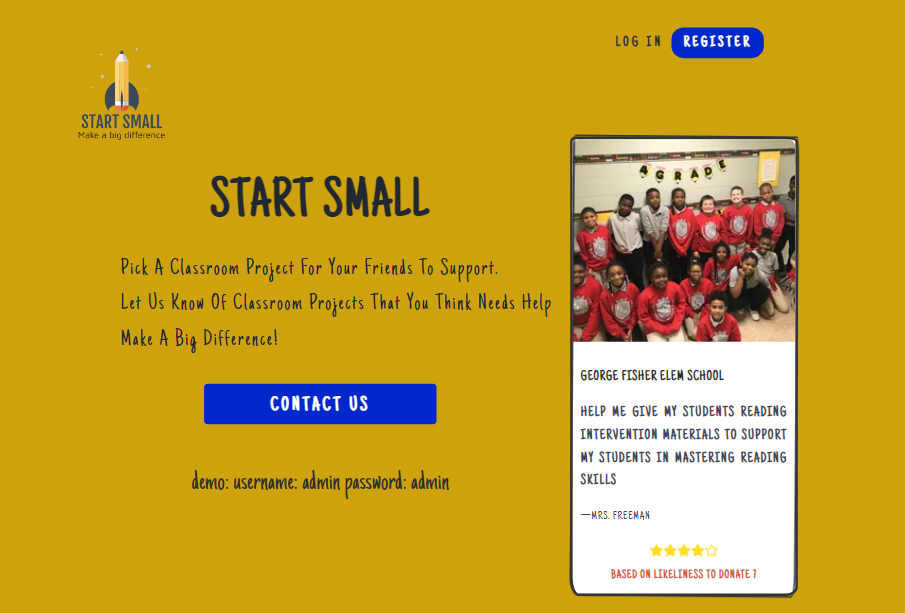 LOG IN
REGISTER
START SMALL
Make a big difference
START SMALL
Pick A Classroom Project For Your Friends To Support.
Let Us Know Of Classroom Projects That You Think Needs Help
Make A Big Difference!
CONTACT US
demo: username: admin password: admin
4 GRADE
GEORGE FISHER ELEM SCHOOL
HELP ME GIVE MY STUDENTS READING
INTERVENTION MATERIALS TO SUPPORT
MY STUDENTS IN MASTERING READING
SKILLS
—MRS. FREEMAN
BASED ON LIKELINESS TO DONATE 7